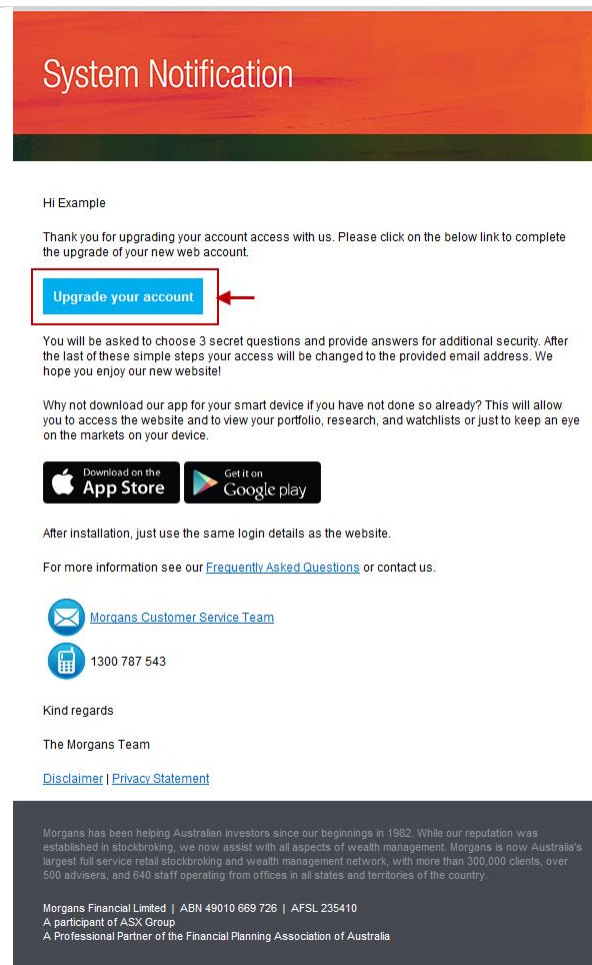 System Notification
Hi Example
Thank you for upgrading your account access with us. Please click on the below link to complete
the upgrade of your new web account.
Upgrade your account
You will be asked to choose 3 secret questions and provide answers for additional security. After
the last of these simple steps your access will be changed to the provided email address. We
hope you enjoy our new website!
Why not download our app for your smart device if you have not done so already? This will allow
you to access the website and to view your portfolio, research, and watchlists or just to keep an eye
on the markets on your device.
Download on the
App Store
Get it on
Google play
After installation, just use the same login details as the website.
For more information see our Frequently Asked Questions or contact us.
Morgans Customer Service Team
1300 787 543
Kind regards
The Morgans Team
Disclaimer | Privacy Statement
Morgans has been helping Australian investors since our beginnings in 1982. While our reputation was
established in stockbroking, we now assist with all aspects of wealth management. Morgans is now Australia's
largest full service retail stockbroking and wealth management network, with more than 300,000 clients, over
500 advisers, and 640 staff operating from offices in all states and territories of the country.
Morgans Financial Limited | ABN 49010 669 726 | AFSL 235410
A participant of ASX Group
A Professional Partner of the Financial Planning Association of Australia